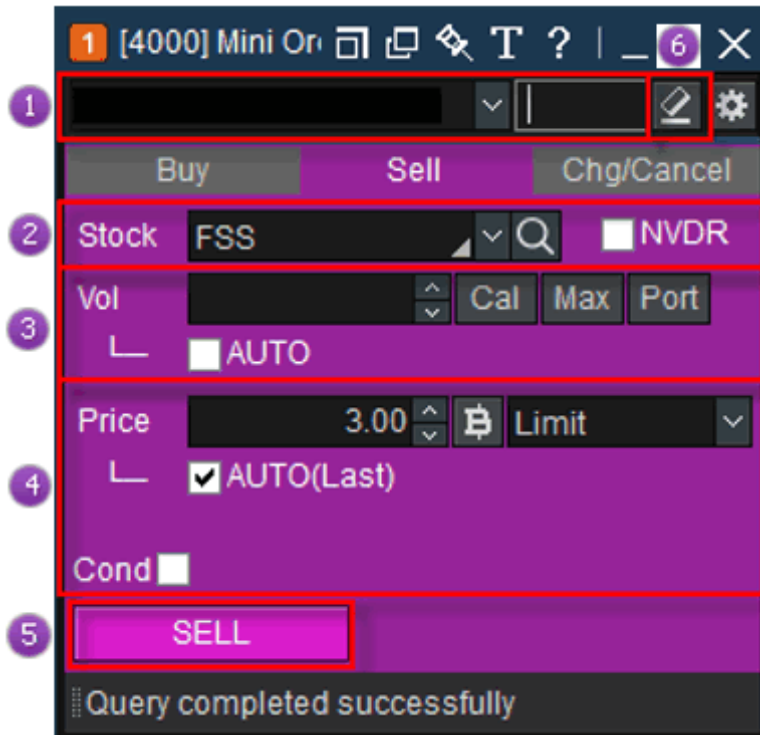 1 [4000] Mini Or T ? 6
1
Buy Sell Chg/Cancel
2 Stock FSS NVDR
Vol Cal Max Port
3
AUTO
Price 3.00 B Limit
4 AUTO(Last)
Cond
5 SELL
Query completed successfully